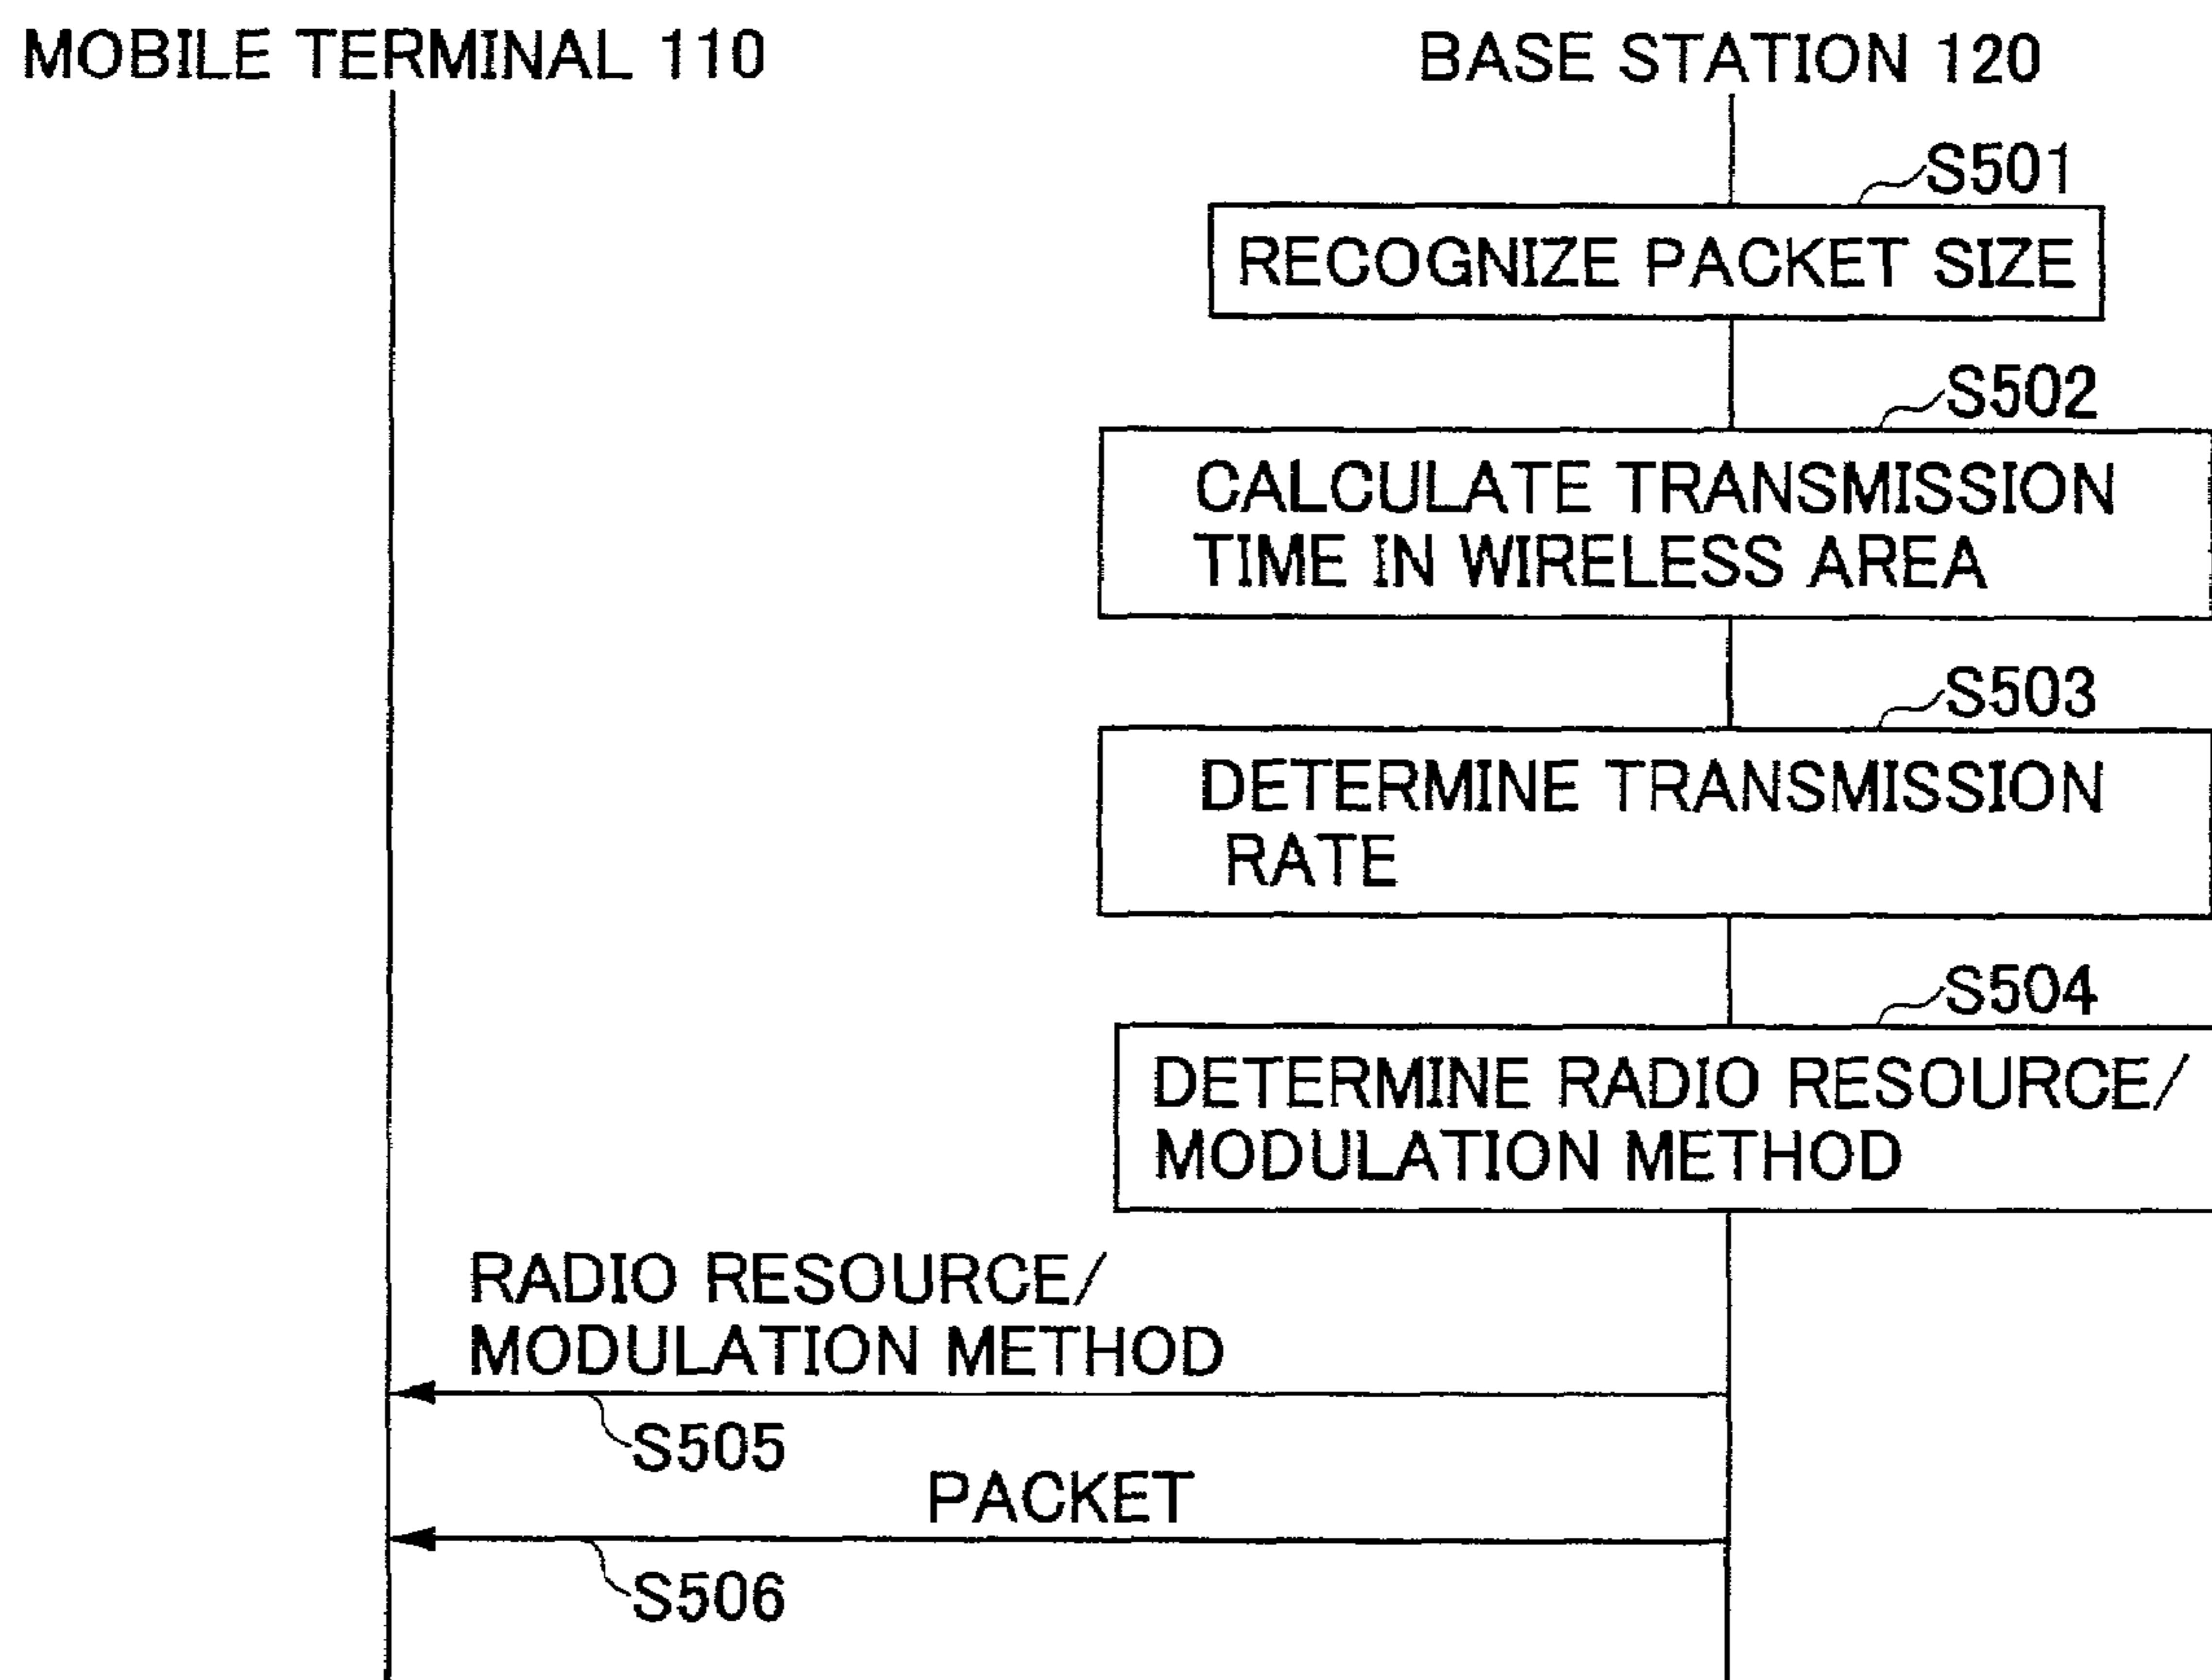 MOBILE TERMINAL 110
BASE STATION 120
S501
RECOGNIZE PACKET SIZE
S502
CALCULATE TRANSMISSION
TIME IN WIRELESS AREA
S503
DETERMINE TRANSMISSION
RATE
S504
DETERMINE RADIO RESOURCE/
MODULATION METHOD
RADIO RESOURCE/
MODULATION METHOD
S505
PACKET
S506